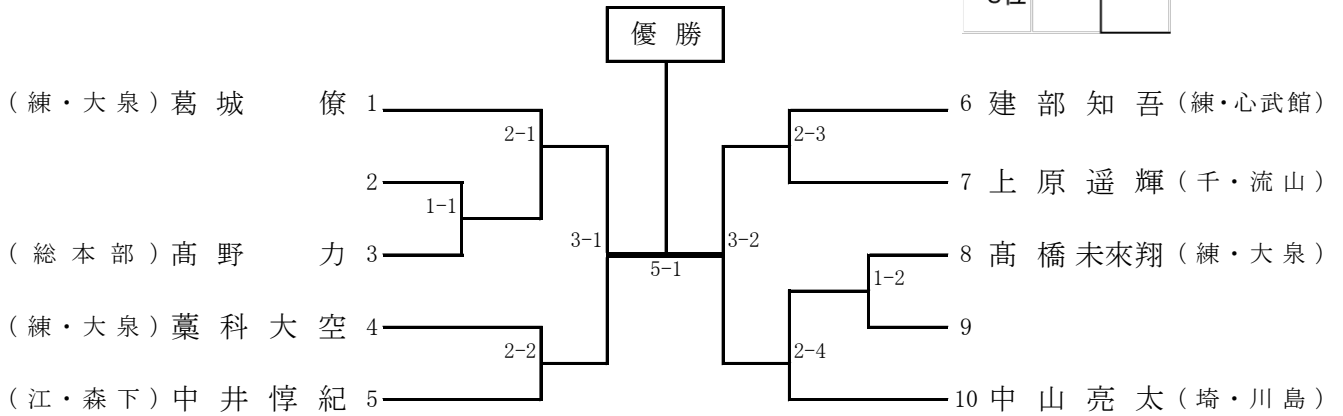 3位
優 勝
(練・大泉) 葛城 僚 1
6 建部知吾 (練・心武館)
2-1
2-3
2
7 上原遥輝 (千・流山)
1-1
3-1
3-2
(総本部) 髙野 力 3
8 髙橋未來翔 (練・大泉)
5-1
1-2
(練・大泉) 藁科大空 4
9
2-2
2-4
(江・森下) 中井惇紀 5
10 中山亮太 (埼・川島)